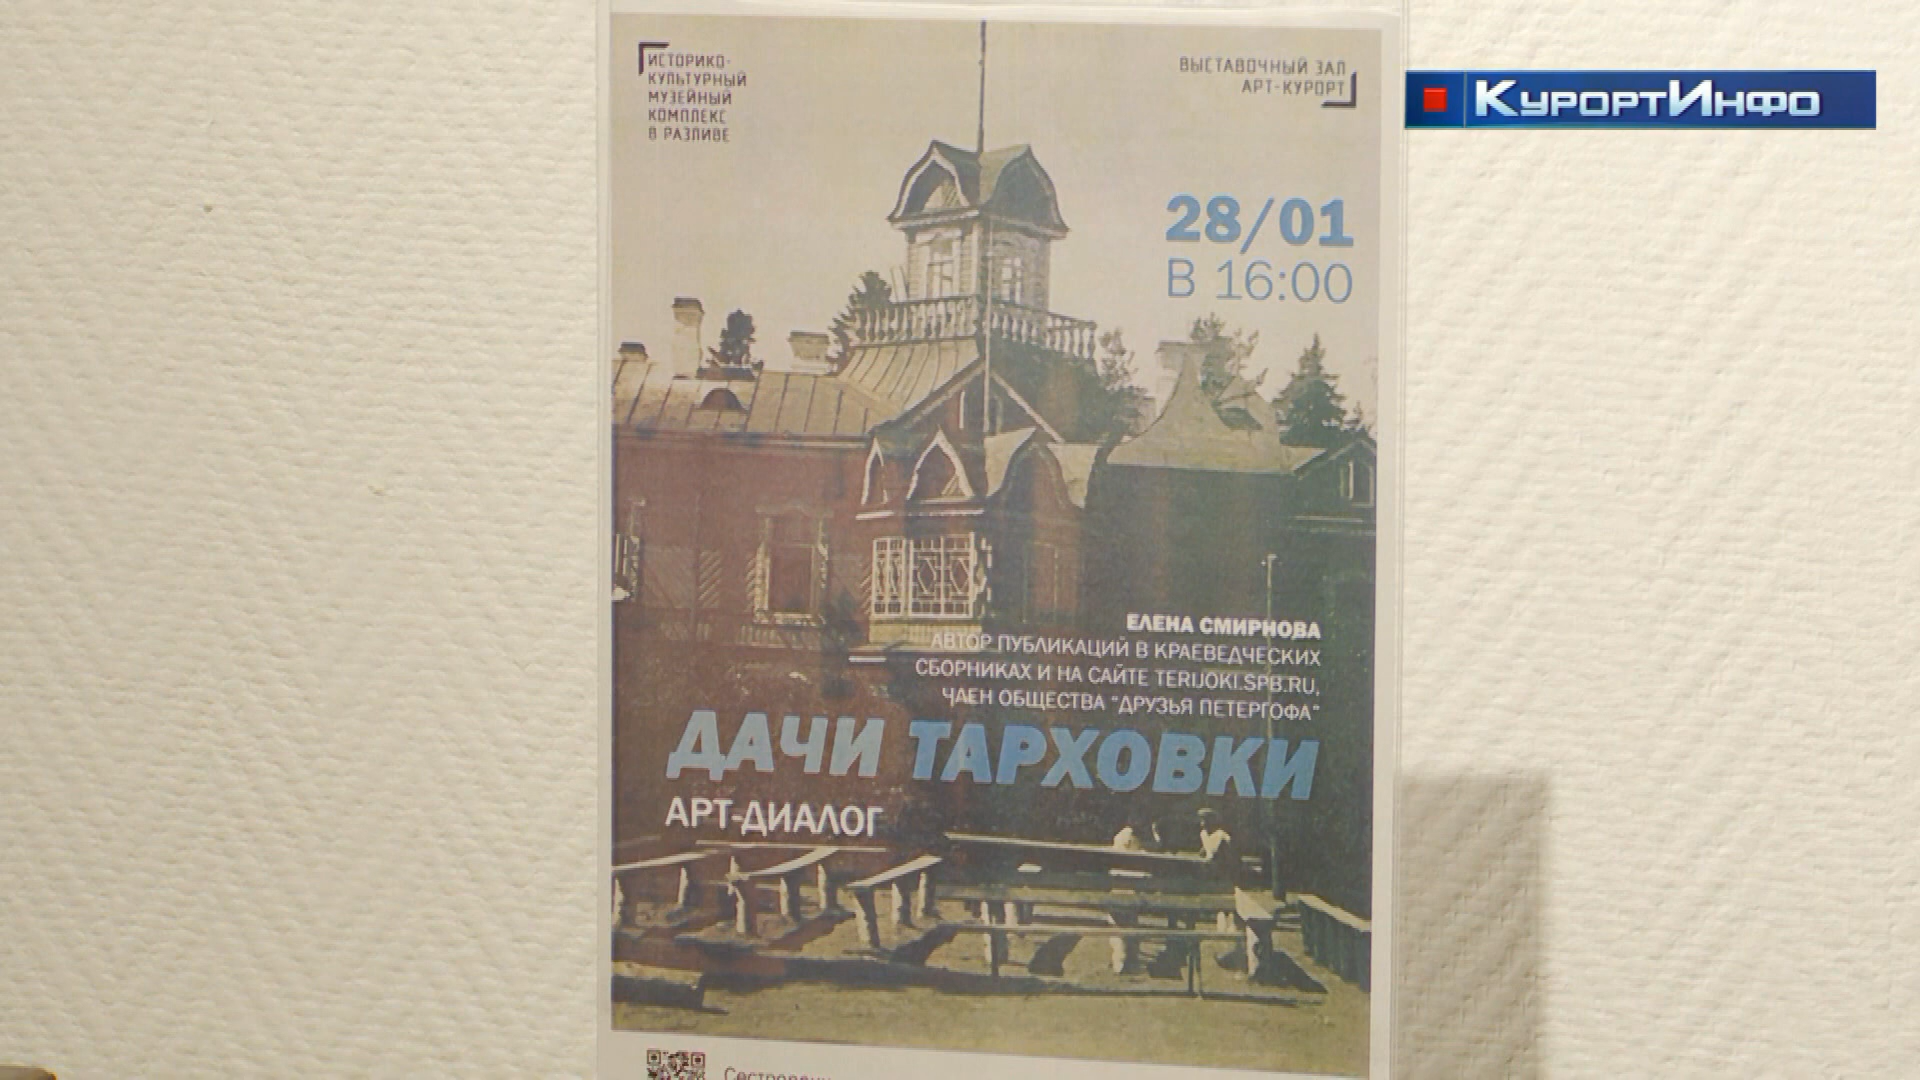 ИСТОРИКО-
КУЛЬТУРНЫЙ
МУЗЕЙНЫЙ
КОМПЛЕКС
В РАЗЛИВЕ
ВЫСТАВОЧНЫЙ ЗАЛ
АРТ-КУРОРТ
КУРОРТИНФО
28/01
В 16:00
ЕЛЕНА СМИРНОВА
АВТОР ПУБЛИКАЦИЙ В КРАЕВЕДЧЕСКИХ
СБОРНИКАХ И НА САЙТЕ TERIJOKI.SPB.RU,
ЧЛЕН ОБЩЕСТВА "ДРУЗЬЯ ПЕТЕРГОФА"
ДАЧИ ТАРХОВКИ
АРТ-ДИАЛОГ